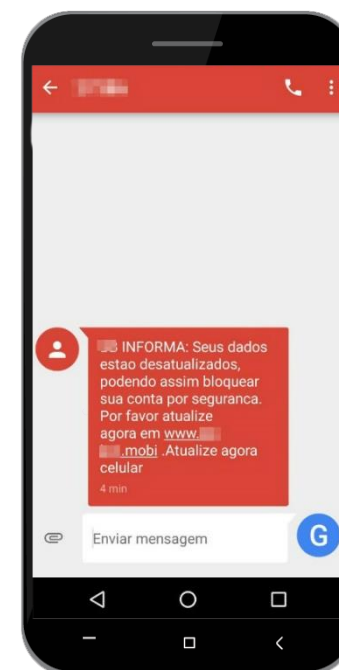 INFORMA: Seus dados
estao desatualizados,
podendo assim bloquear
sua conta por seguranca.
Por favor atualize
agora em www.
.mobi .Atualize agora
celular
4 min
Enviar mensagem
G